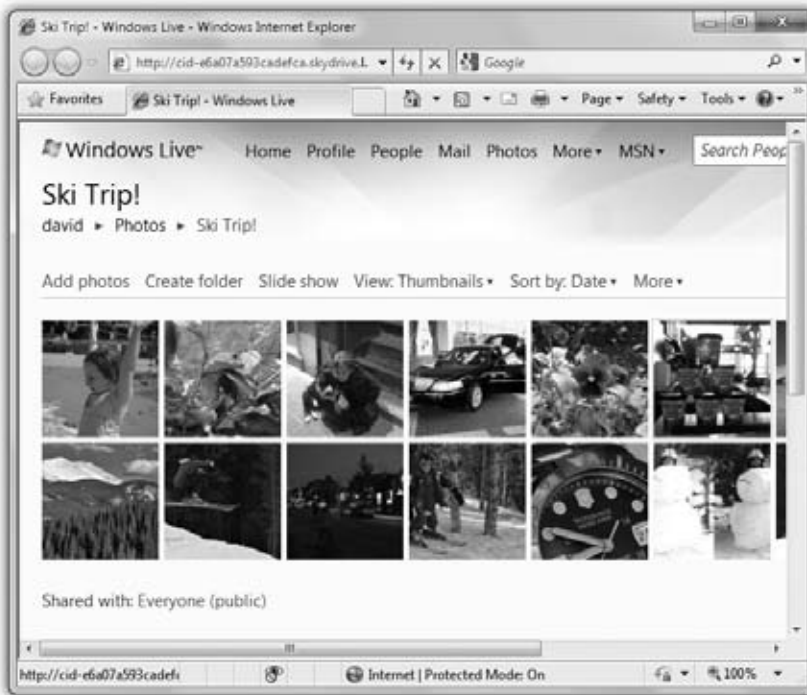 Ski Trip! - Windows Live - Windows Internet Explorer
http://cid-e6a07a593cadefca.skydrive.l. Google
Favorites Ski Trip! - Windows Live Page Safety Tools
Windows Live Home Profile People Mail Photos More MSN Search Peop
Ski Trip!
david ▸ Photos ▸ Ski Trip!
Add photos Create folder Slide show View: Thumbnails Sort by: Date More
Shared with: Everyone (public)
http://cid-e6a07a593cadef Internet | Protected Mode: On 100%